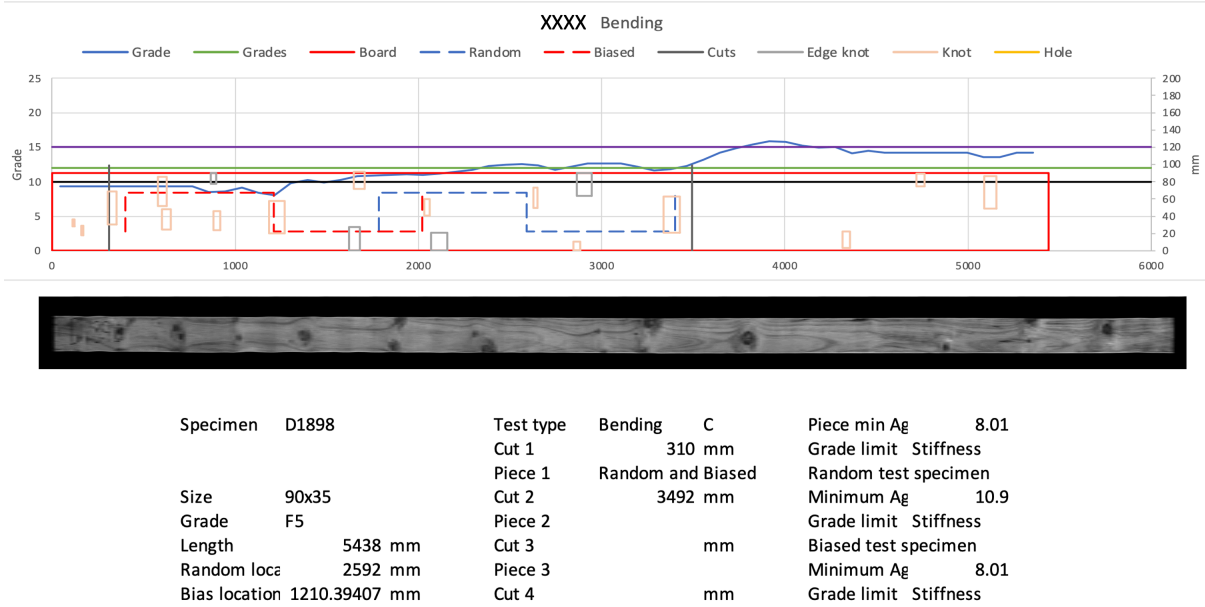 XXXX Bending
Grade Grades Board Random Biased Cuts Edge knot Knot Hole
25 200
180
20 160
140
15 120
100
10 80
60
5 40
20
0 0
Grade
mm
0 1000 2000 3000 4000 5000 6000
Specimen D1898 Test type Bending C Piece min Ag 8.01
Cut 1 310 mm Grade limit Stiffness
Piece 1 Random and Biased Random test specimen
Size 90x35 Cut 2 3492 mm Minimum Ag 10.9
Grade F5 Piece 2 Grade limit Stiffness
Length 5438 mm Cut 3 mm Biased test specimen
Random loca 2592 mm Piece 3 Minimum Ag 8.01
Bias location 1210.39407 mm Cut 4 mm Grade limit Stiffness